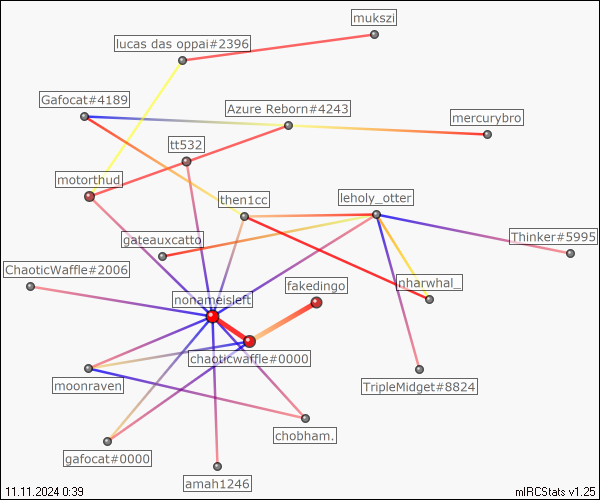 mukszi
lucas das oppai#2396
Gafocat#4189
Azure Reborn#4243
mercurybro
tt532
motorthud
then1cc
leholy_otter
gateauxcatto
Thinker#5995
ChaoticWaffle#2006
nonameisleft
fakedingo
nharwhal_
chaoticwaffle#0000
moonraven
TripleMidget#8824
chobham.
gafocat#0000
amah1246
11.11.2024 0:39
mIRCStats v1.25